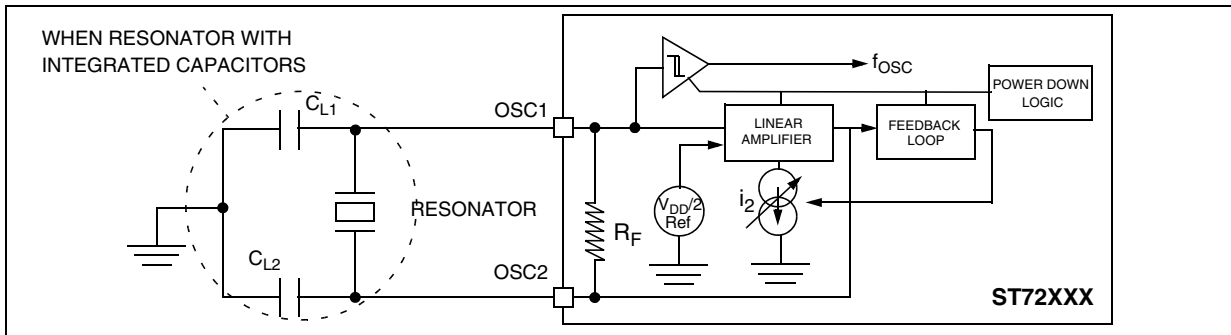 WHEN RESONATOR WITH
INTEGRATED CAPACITORS
CL1
OSC1
fOSC
POWER DOWN
LOGIC
LINEAR
AMPLIFIER
FEEDBACK
LOOP
RESONATOR
RF
VDD/2
Ref
i2
CL2
OSC2
ST72XXX